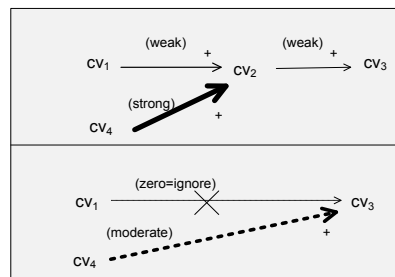 (weak) + (weak) +
CV1 CV2 CV3
(strong)
+
CV4
(zero=ignore)
CV1 CV3
(moderate)
+
CV4